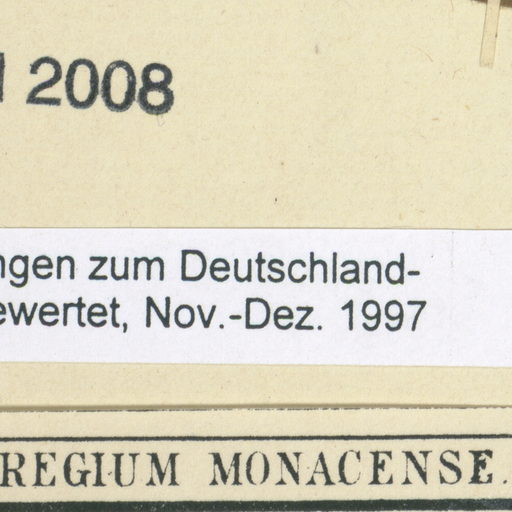 2008
ngen zum Deutschland-
ewertet, Nov.-Dez. 1997
REGIUM MONACENSE.